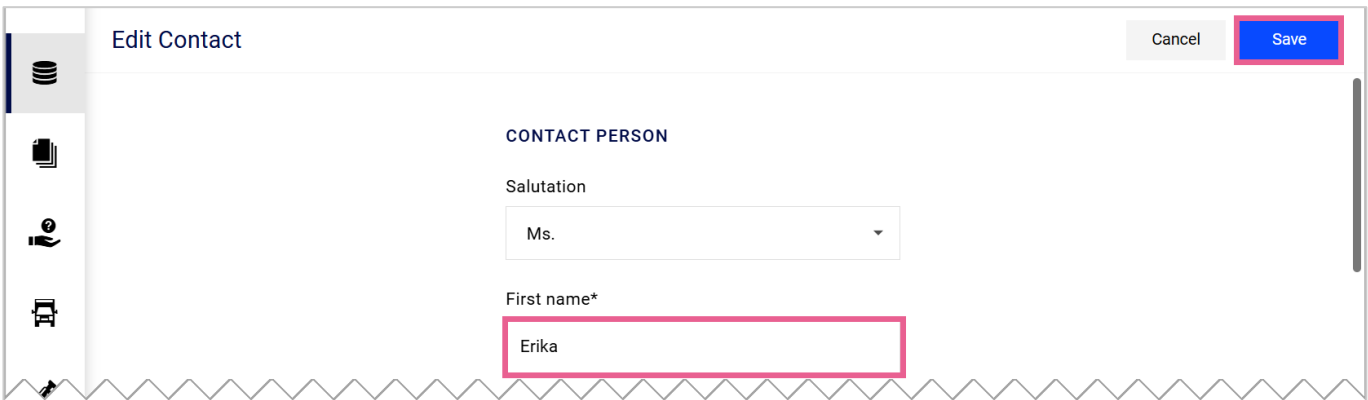 Edit Contact
Cancel
Save
CONTACT PERSON
Salutation
Ms.
First name*
Erika